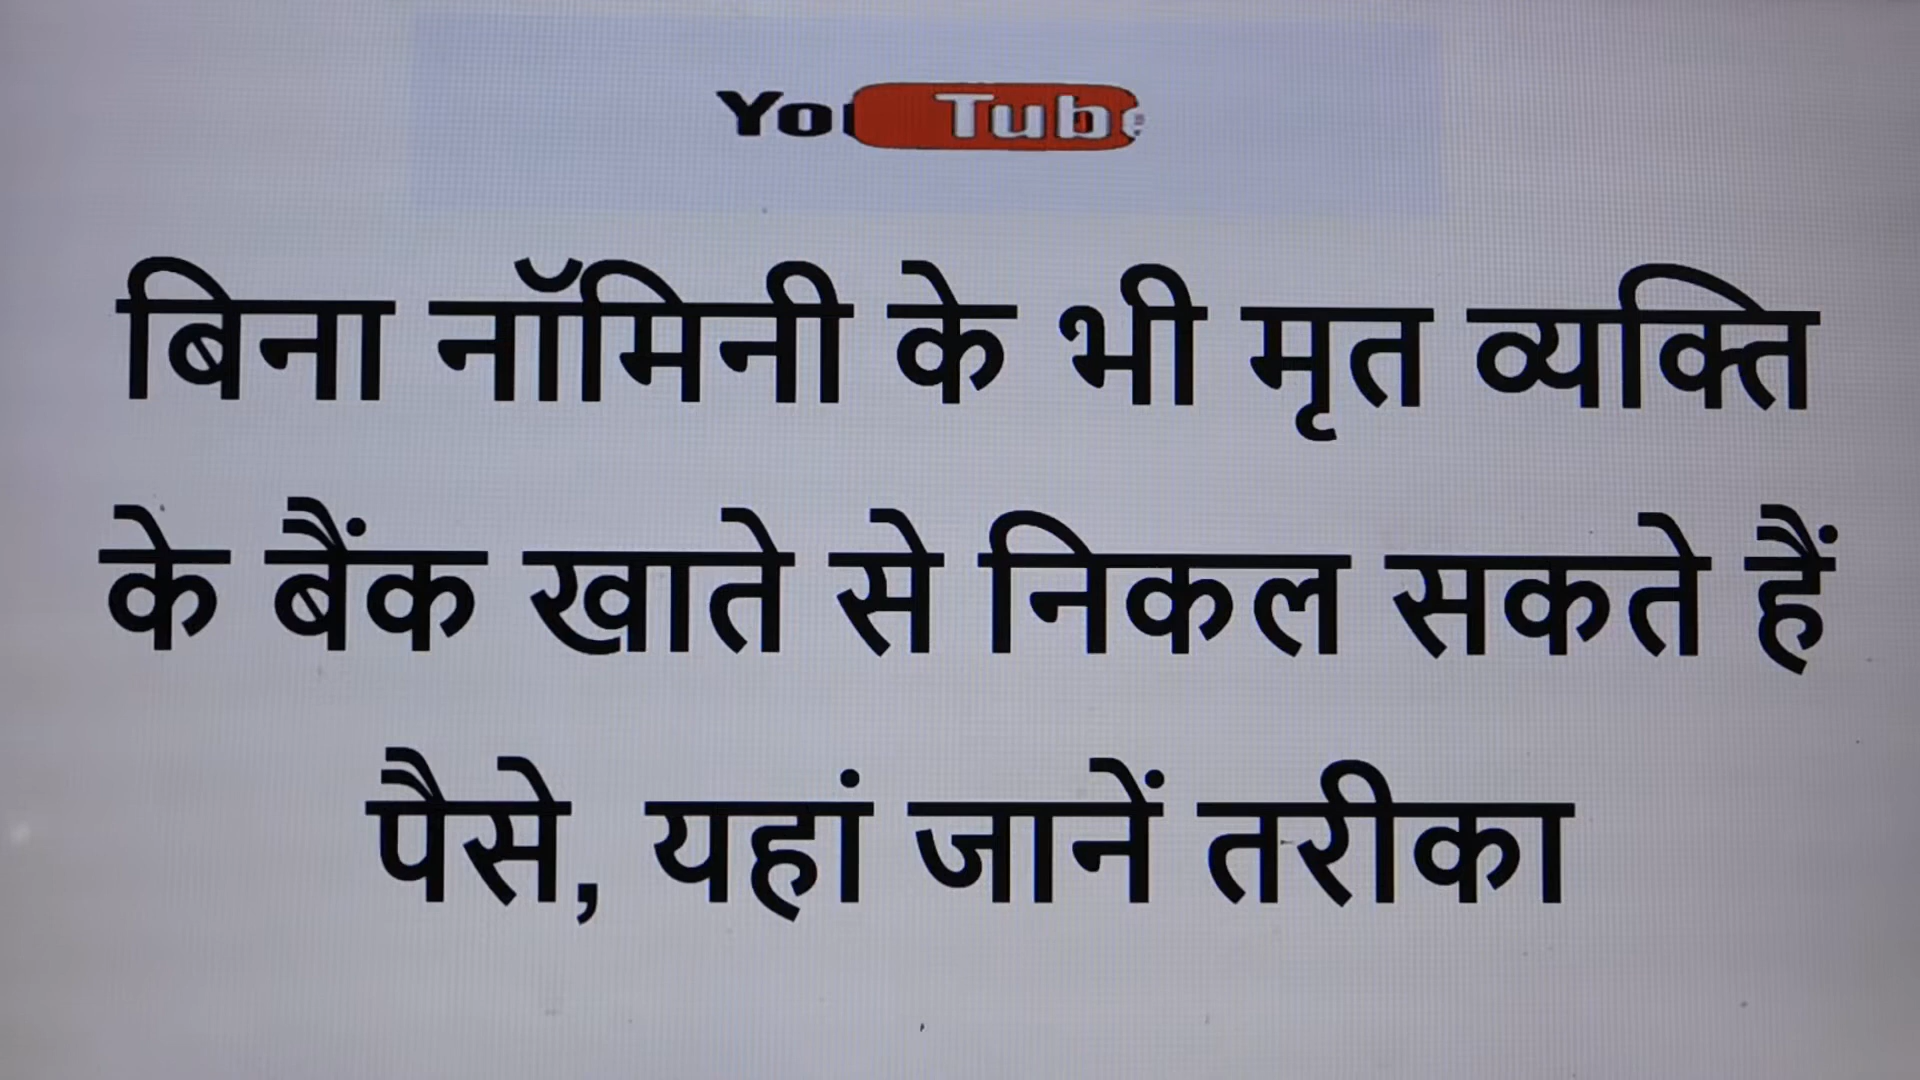 YouTube
बिना नॉमिनी के भी मृत व्यक्ति
के बैंक खाते से निकल सकते हैं
पैसे, यहां जानें तरीका